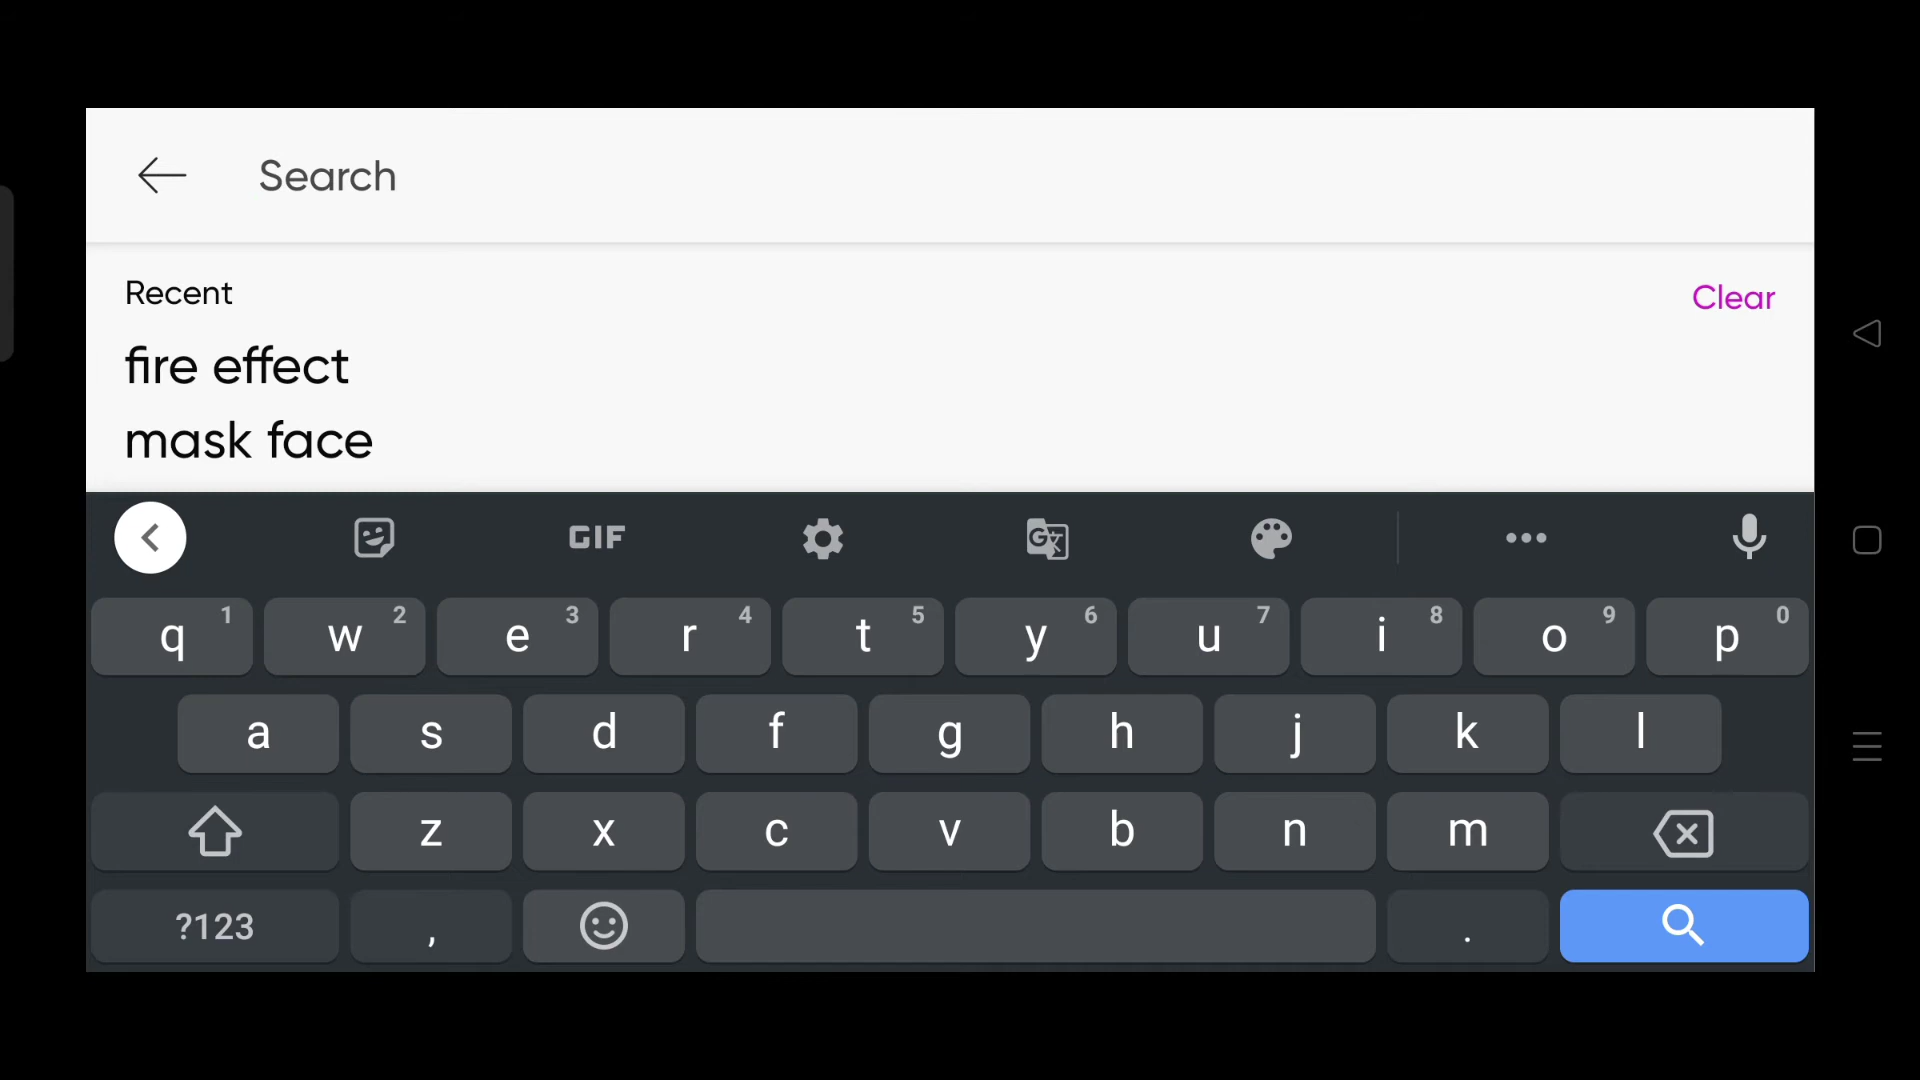 Search
Recent
Clear
fire effect
mask face
GIF
q 1 w 2 e 3 r 4 t 5 y 6 u 7 i 8 o 9 p 0
a s d f g h j k l
z x c v b n m
?123 , .